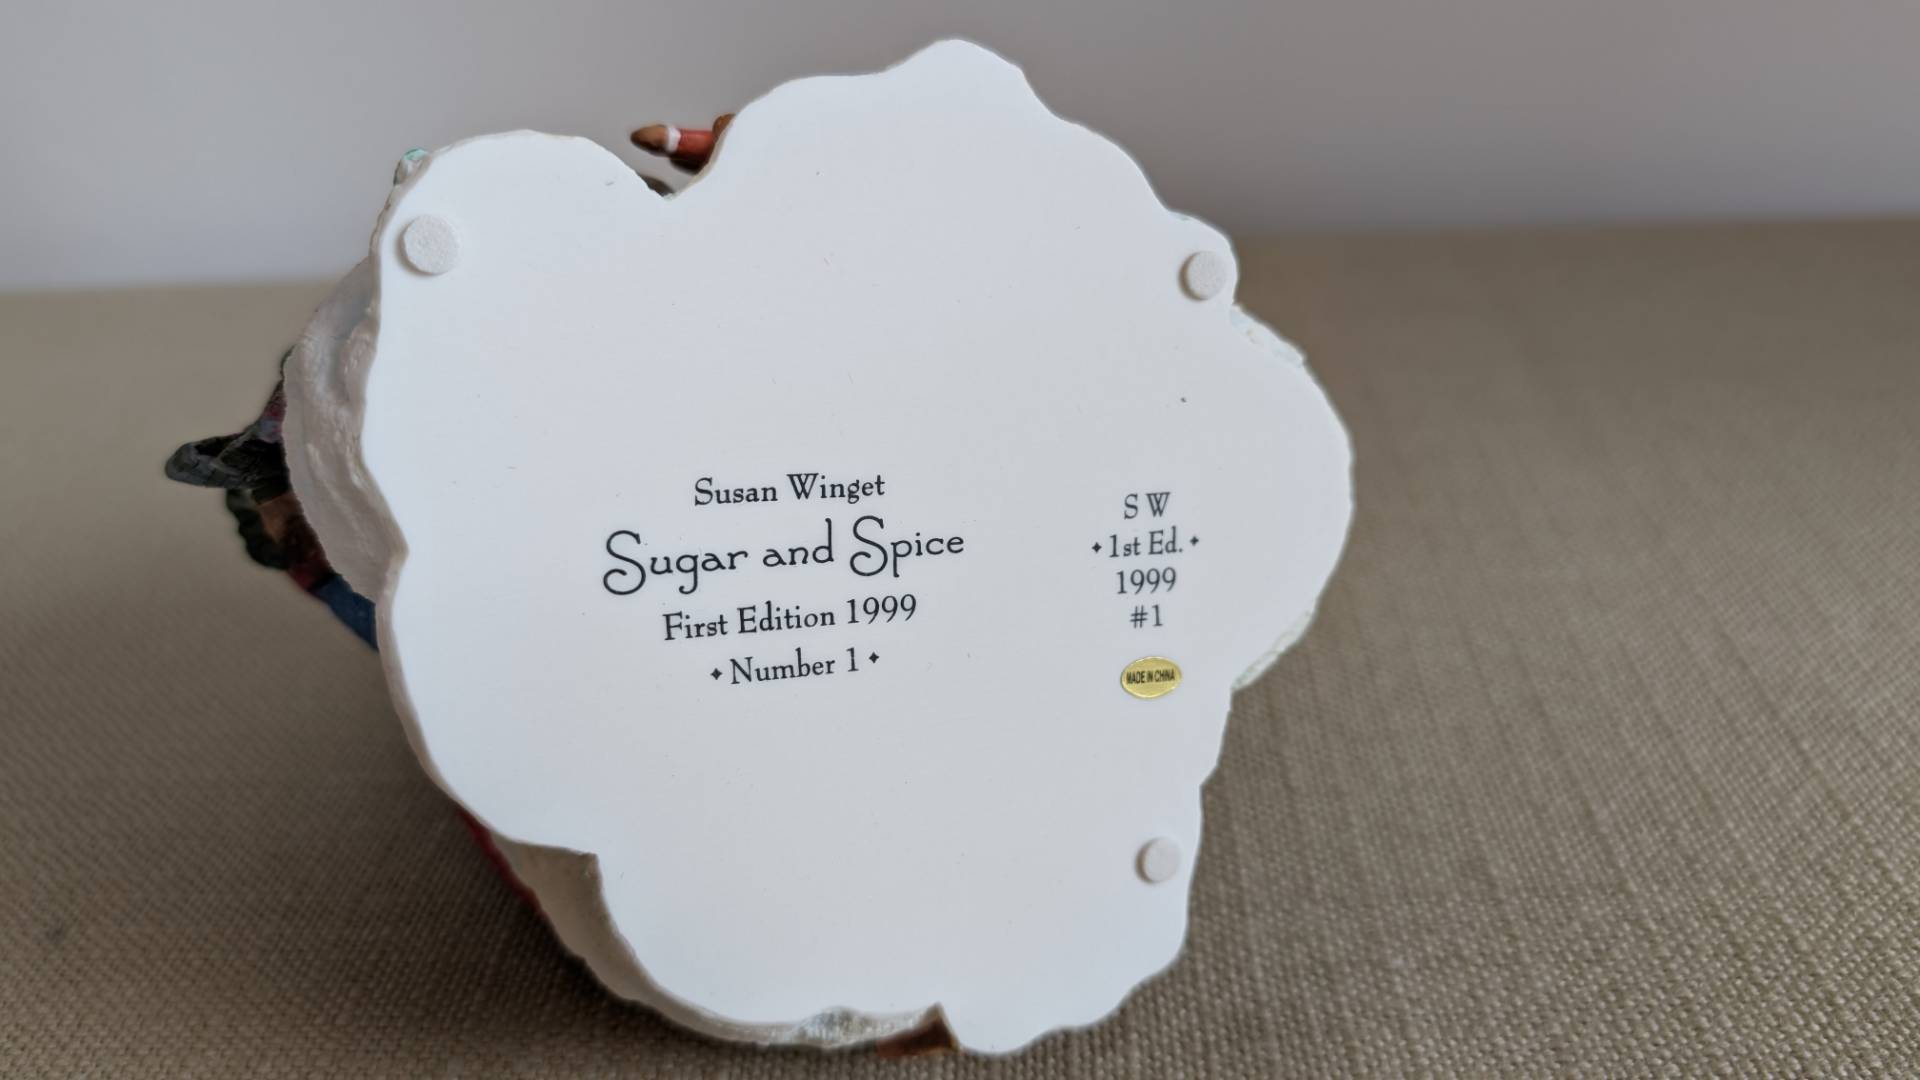 Susan Winget
Sugar and Spice
First Edition 1999
✦ Number 1 ✦
S W
✦ 1st Ed. ✦
1999
#1
MADE IN CHINA